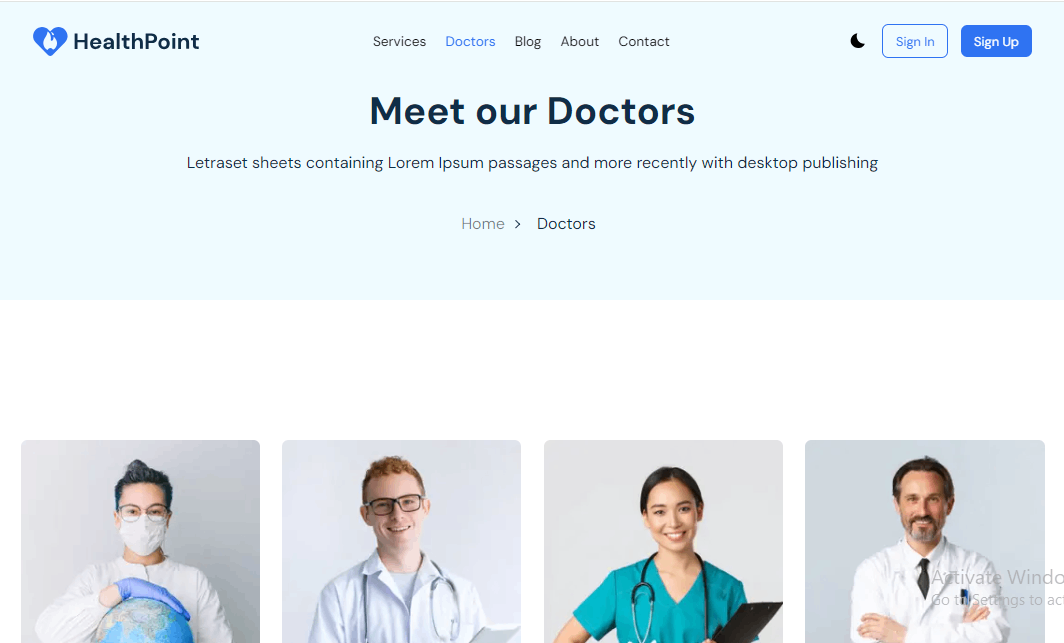 HealthPoint
Services
Doctors
Blog
About
Contact
Sign In
Sign Up
Meet our Doctors
Letraset sheets containing Lorem Ipsum passages and more recently with desktop publishing
Home > Doctors
Activate Windo
Go to Settings to act